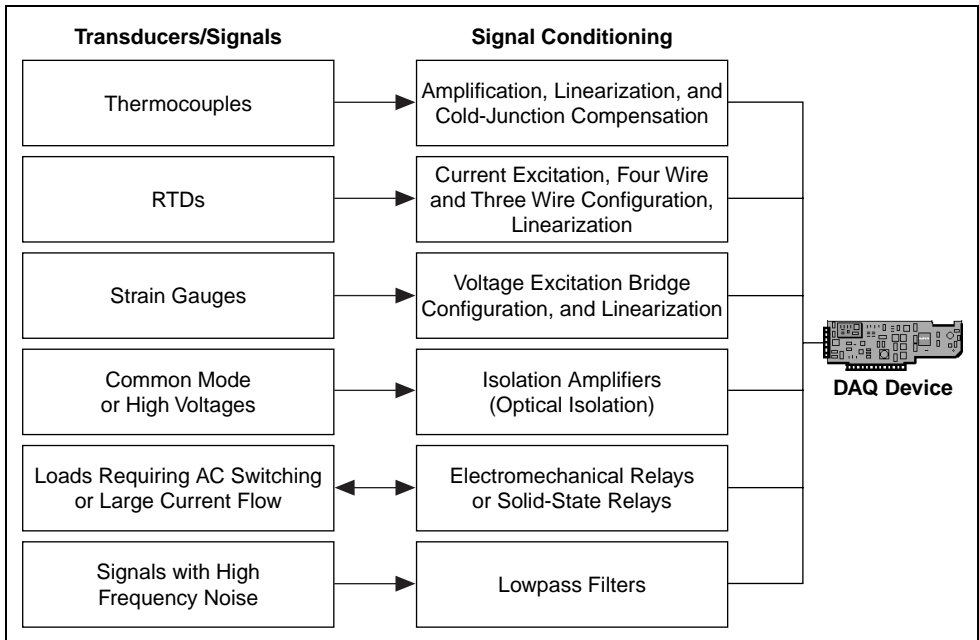 Transducers/Signals
Signal Conditioning
Thermocouples
Amplification, Linearization, and
Cold-Junction Compensation
RTDs
Current Excitation, Four Wire
and Three Wire Configuration,
Linearization
Strain Gauges
Voltage Excitation Bridge
Configuration, and Linearization
Common Mode
or High Voltages
Isolation Amplifiers
(Optical Isolation)
DAQ Device
Loads Requiring AC Switching
or Large Current Flow
Electromechanical Relays
or Solid-State Relays
Signals with High
Frequency Noise
Lowpass Filters